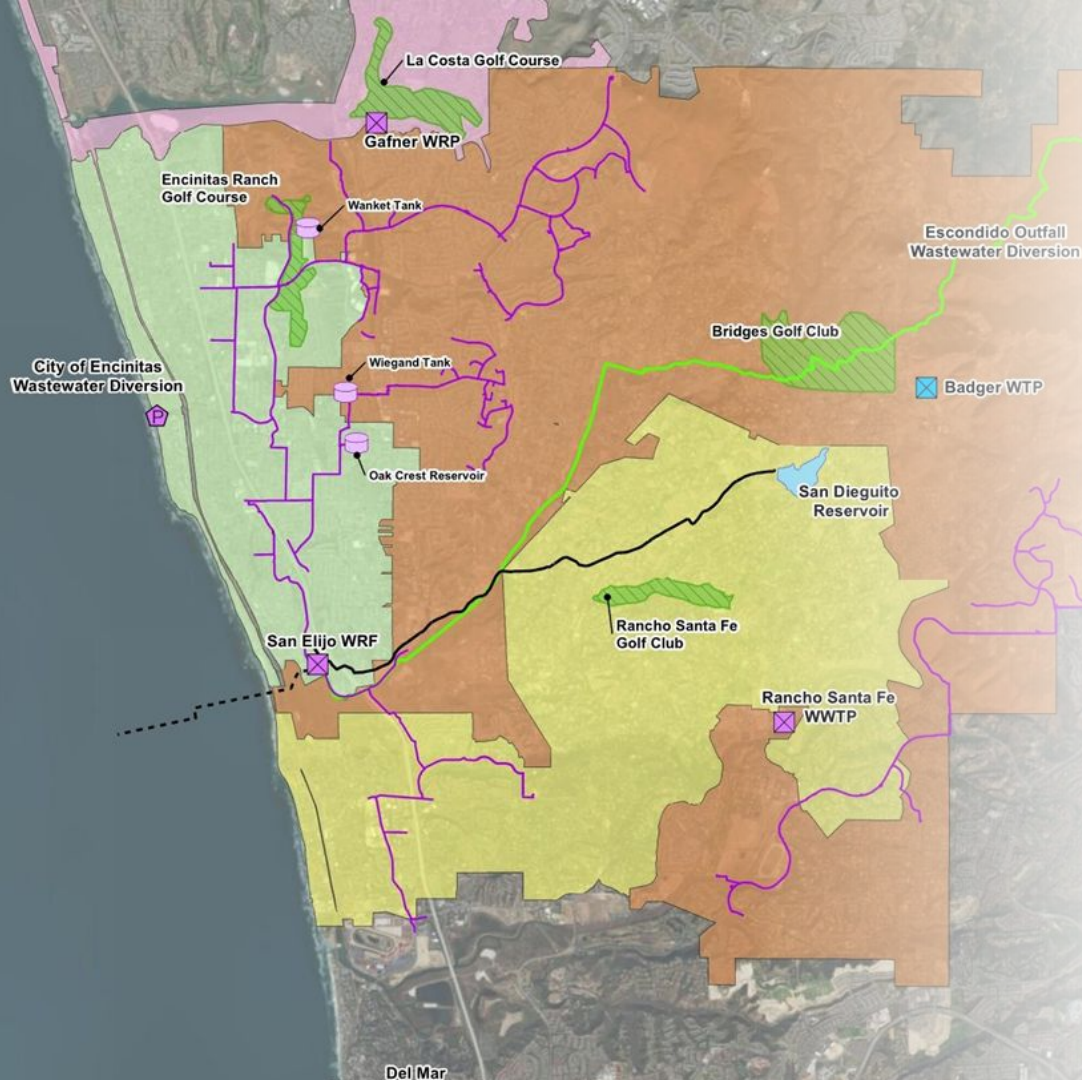 La Costa Golf Course
Gafner WRP
Encinitas Ranch
Golf Course
Wanket Tank
Escondido Outfall
Wastewater Diversion
Bridges Golf Club
City of Encinitas
Wastewater Diversion
P
Wiegand Tank
Badger WTP
Oak Crest Reservoir
San Dieguito
Reservoir
Rancho Santa Fe
Golf Club
San Elijo WRF
Rancho Santa Fe
WWTP
Del Mar